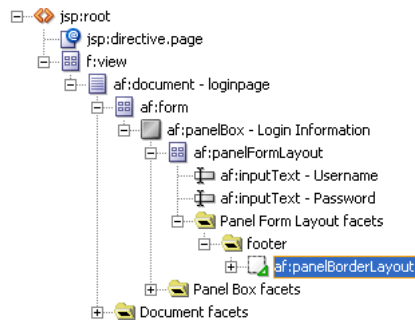 jsp:root
jsp:directive.page
f:view
af:document - loginpage
af:form
af:panelBox - Login Information
af:panelFormLayout
af:inputText - Username
af:inputText - Password
Panel Form Layout facets
footer
af:panelBorderLayout
Panel Box facets
Document facets